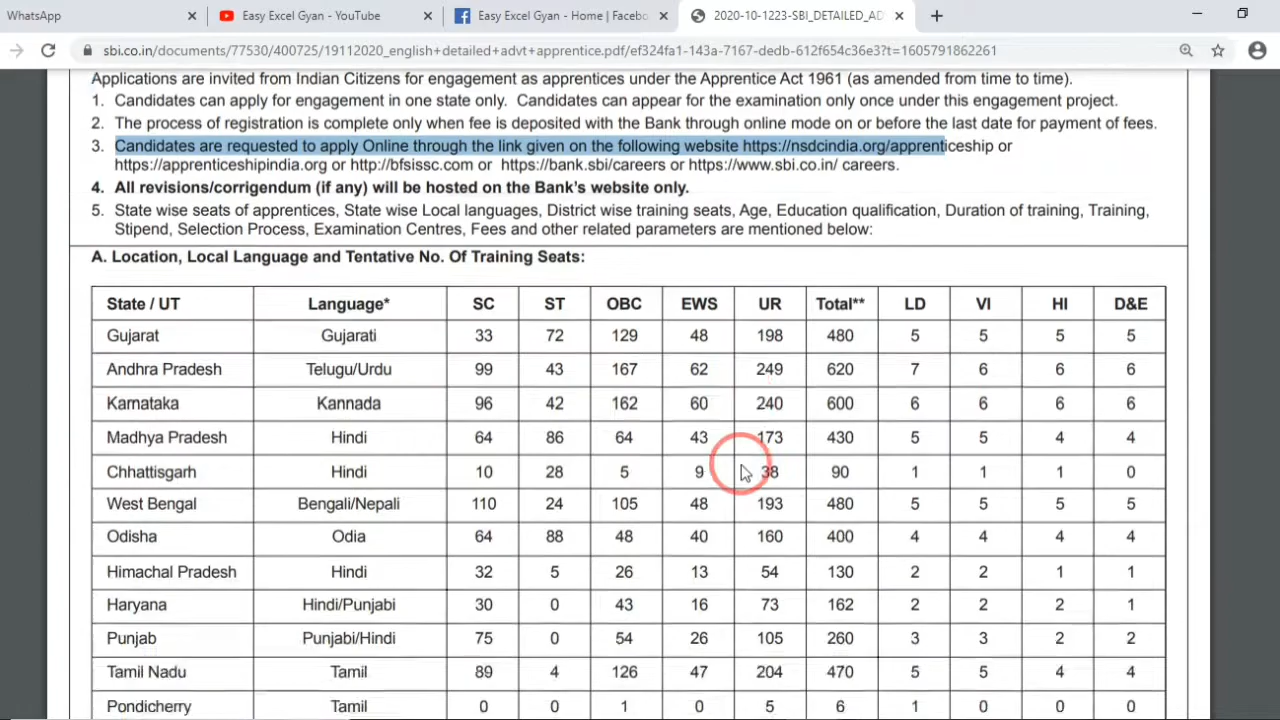 WhatsApp
Easy Excel Gyan - YouTube
Easy Excel Gyan - Home | Facebo
2020-10-1223-SBI_DETAILED_AD
sbi.co.in/documents/77530/400725/19112020_english+detailed+advt+apprentice.pdf/ef324fa1-143a-7167-dedb-612f654c36e3?t=1605791862261
Applications are invited from Indian Citizens for engagement as apprentices under the Apprentice Act 1961 (as amended from time to time).
1. Candidates can apply for engagement in one state only. Candidates can appear for the examination only once under this engagement project.
2. The process of registration is complete only when fee is deposited with the Bank through online mode on or before the last date for payment of fees.
3. Candidates are requested to apply Online through the link given on the following website https://nsdcindia.org/apprenticeship or
https://apprenticeshipindia.org or http://bfsissc.com or https://bank.sbi/careers or https://www.sbi.co.in/ careers.
4. All revisions/corrigendum (if any) will be hosted on the Bank's website only.
5. State wise seats of apprentices, State wise Local languages, District wise training seats, Age, Education qualification, Duration of training, Training,
Stipend, Selection Process, Examination Centres, Fees and other related parameters are mentioned below:
A. Location, Local Language and Tentative No. Of Training Seats:
State / UT Language* SC ST OBC EWS UR Total** LD VI HI D&E
Gujarat Gujarati 33 72 129 48 198 480 5 5 5 5
Andhra Pradesh Telugu/Urdu 99 43 167 62 249 620 7 6 6 6
Karnataka Kannada 96 42 162 60 240 600 6 6 6 6
Madhya Pradesh Hindi 64 86 64 43 173 430 5 5 4 4
Chhattisgarh Hindi 10 28 5 9 38 90 1 1 1 0
West Bengal Bengali/Nepali 110 24 105 48 193 480 5 5 5 5
Odisha Odia 64 88 48 40 160 400 4 4 4 4
Himachal Pradesh Hindi 32 5 26 13 54 130 2 2 1 1
Haryana Hindi/Punjabi 30 0 43 16 73 162 2 2 2 1
Punjab Punjabi/Hindi 75 0 54 26 105 260 3 3 2 2
Tamil Nadu Tamil 89 4 126 47 204 470 5 5 4 4
Pondicherry Tamil 0 0 1 0 5 6 1 0 0 0